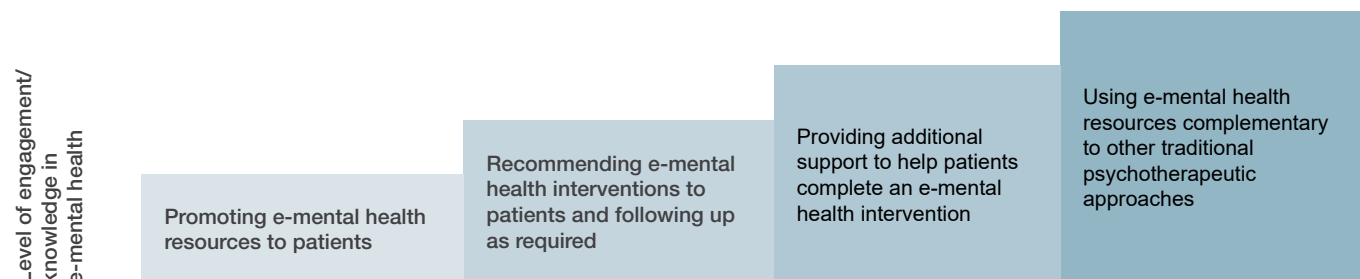 Level of engagement/
knowledge in
e-mental health
Promoting e-mental health
resources to patients
Recommending e-mental
health interventions to
patients and following up
as required
Providing additional
support to help patients
complete an e-mental
health intervention
Using e-mental health
resources complementary
to other traditional
psychotherapeutic
approaches